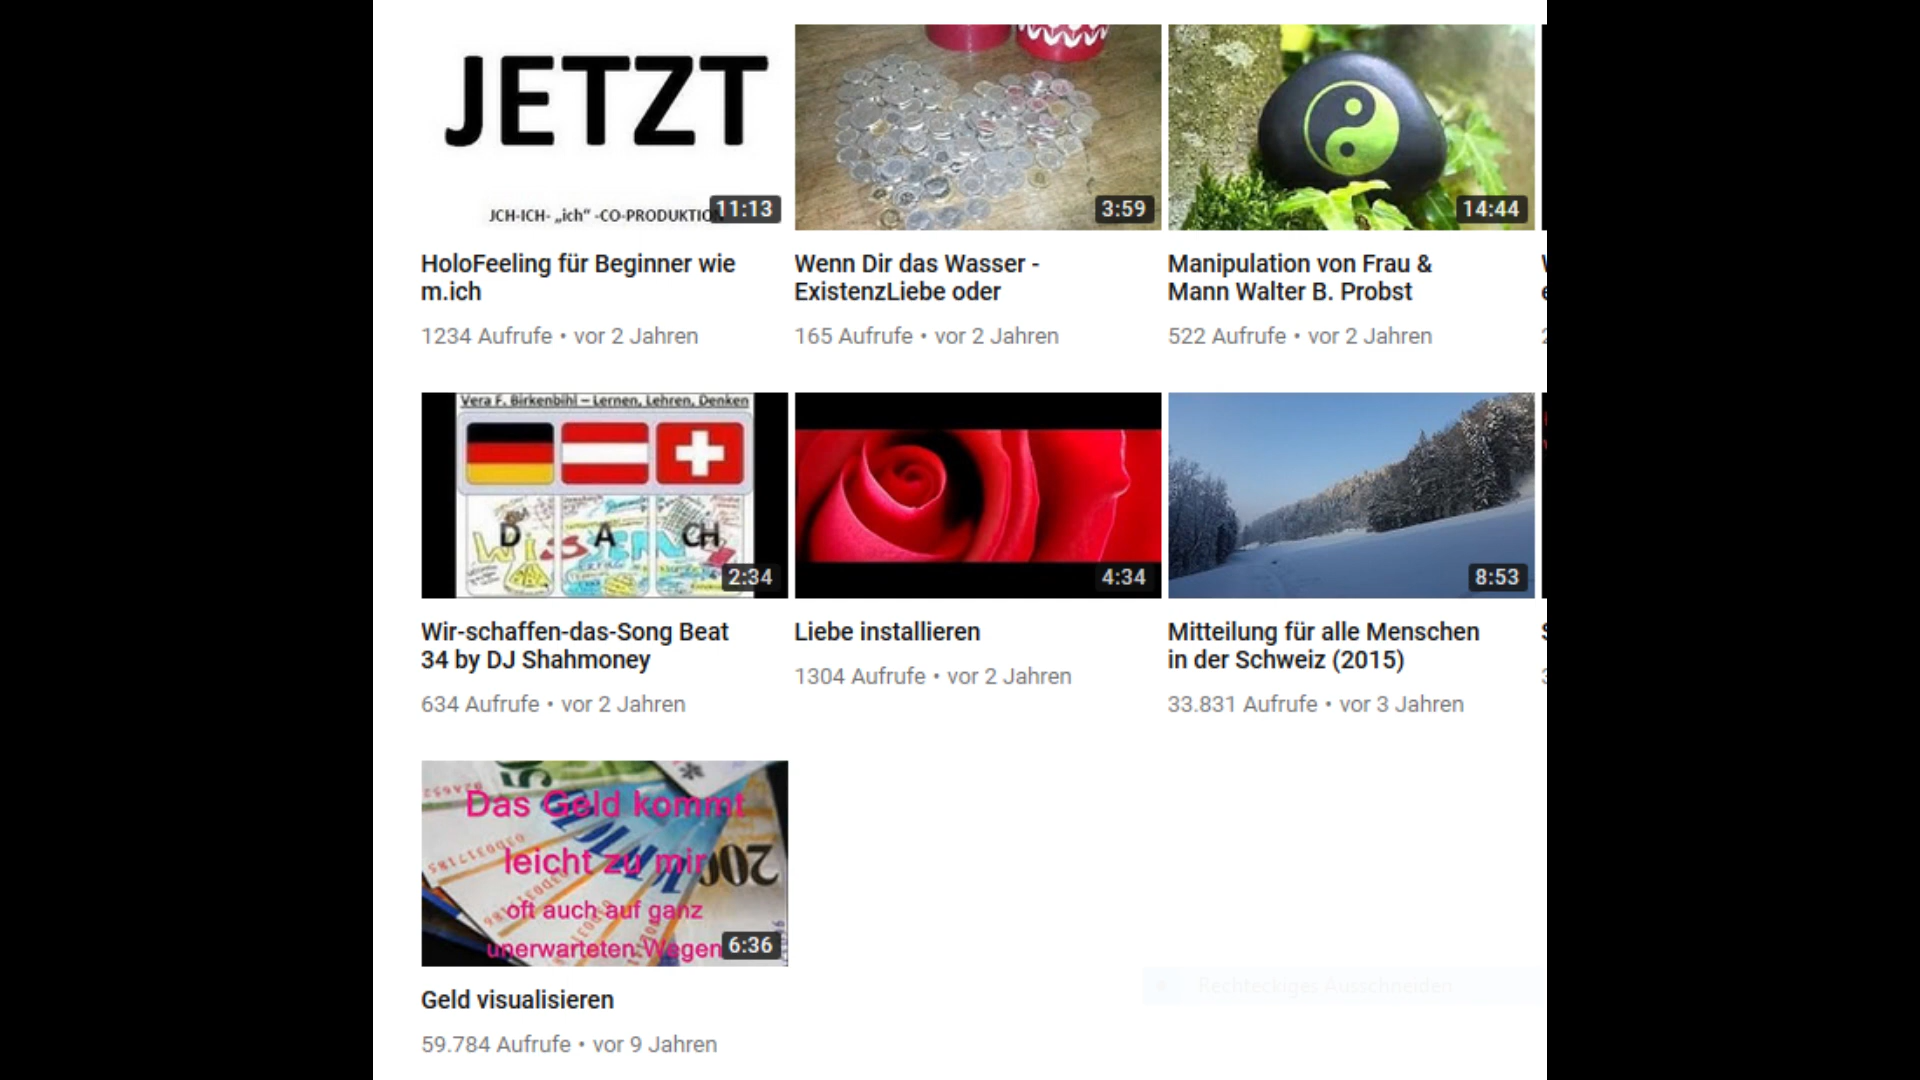 JETZT
JCH-ICH- „ich“ -CO-PRODUKTION
11:13
3:59
14:44
HoloFeeling für Beginner wie
m.ich
1234 Aufrufe • vor 2 Jahren
Wenn Dir das Wasser -
ExistenzLiebe oder
165 Aufrufe • vor 2 Jahren
Manipulation von Frau &
Mann Walter B. Probst
522 Aufrufe • vor 2 Jahren
Vera F. Birkenbihl – Lernen, Lehren, Denken
D A CH
WISSEN
2:34
4:34
8:53
Wir-schaffen-das-Song Beat
34 by DJ Shahmoney
634 Aufrufe • vor 2 Jahren
Liebe installieren
1304 Aufrufe • vor 2 Jahren
Mitteilung für alle Menschen
in der Schweiz (2015)
33.831 Aufrufe • vor 3 Jahren
Das Geld kommt
leicht zu mir
oft auch auf ganz
unerwarteten Wegen
200
6:36
Geld visualisieren
59.784 Aufrufe • vor 9 Jahren
Rechteckiges Ausschneiden